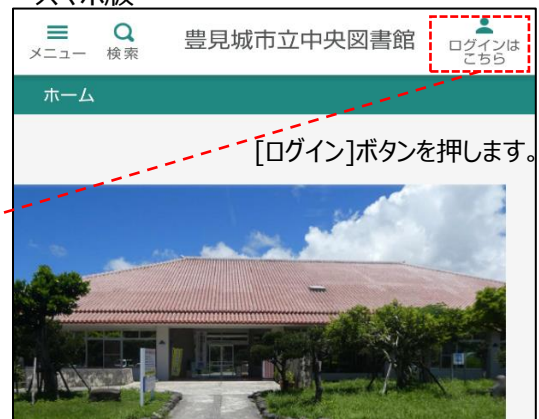 スマホ版
メニュー
検索
豊見城市立中央図書館
ログインは
こちら
ホーム
[ログイン]ボタンを押します。